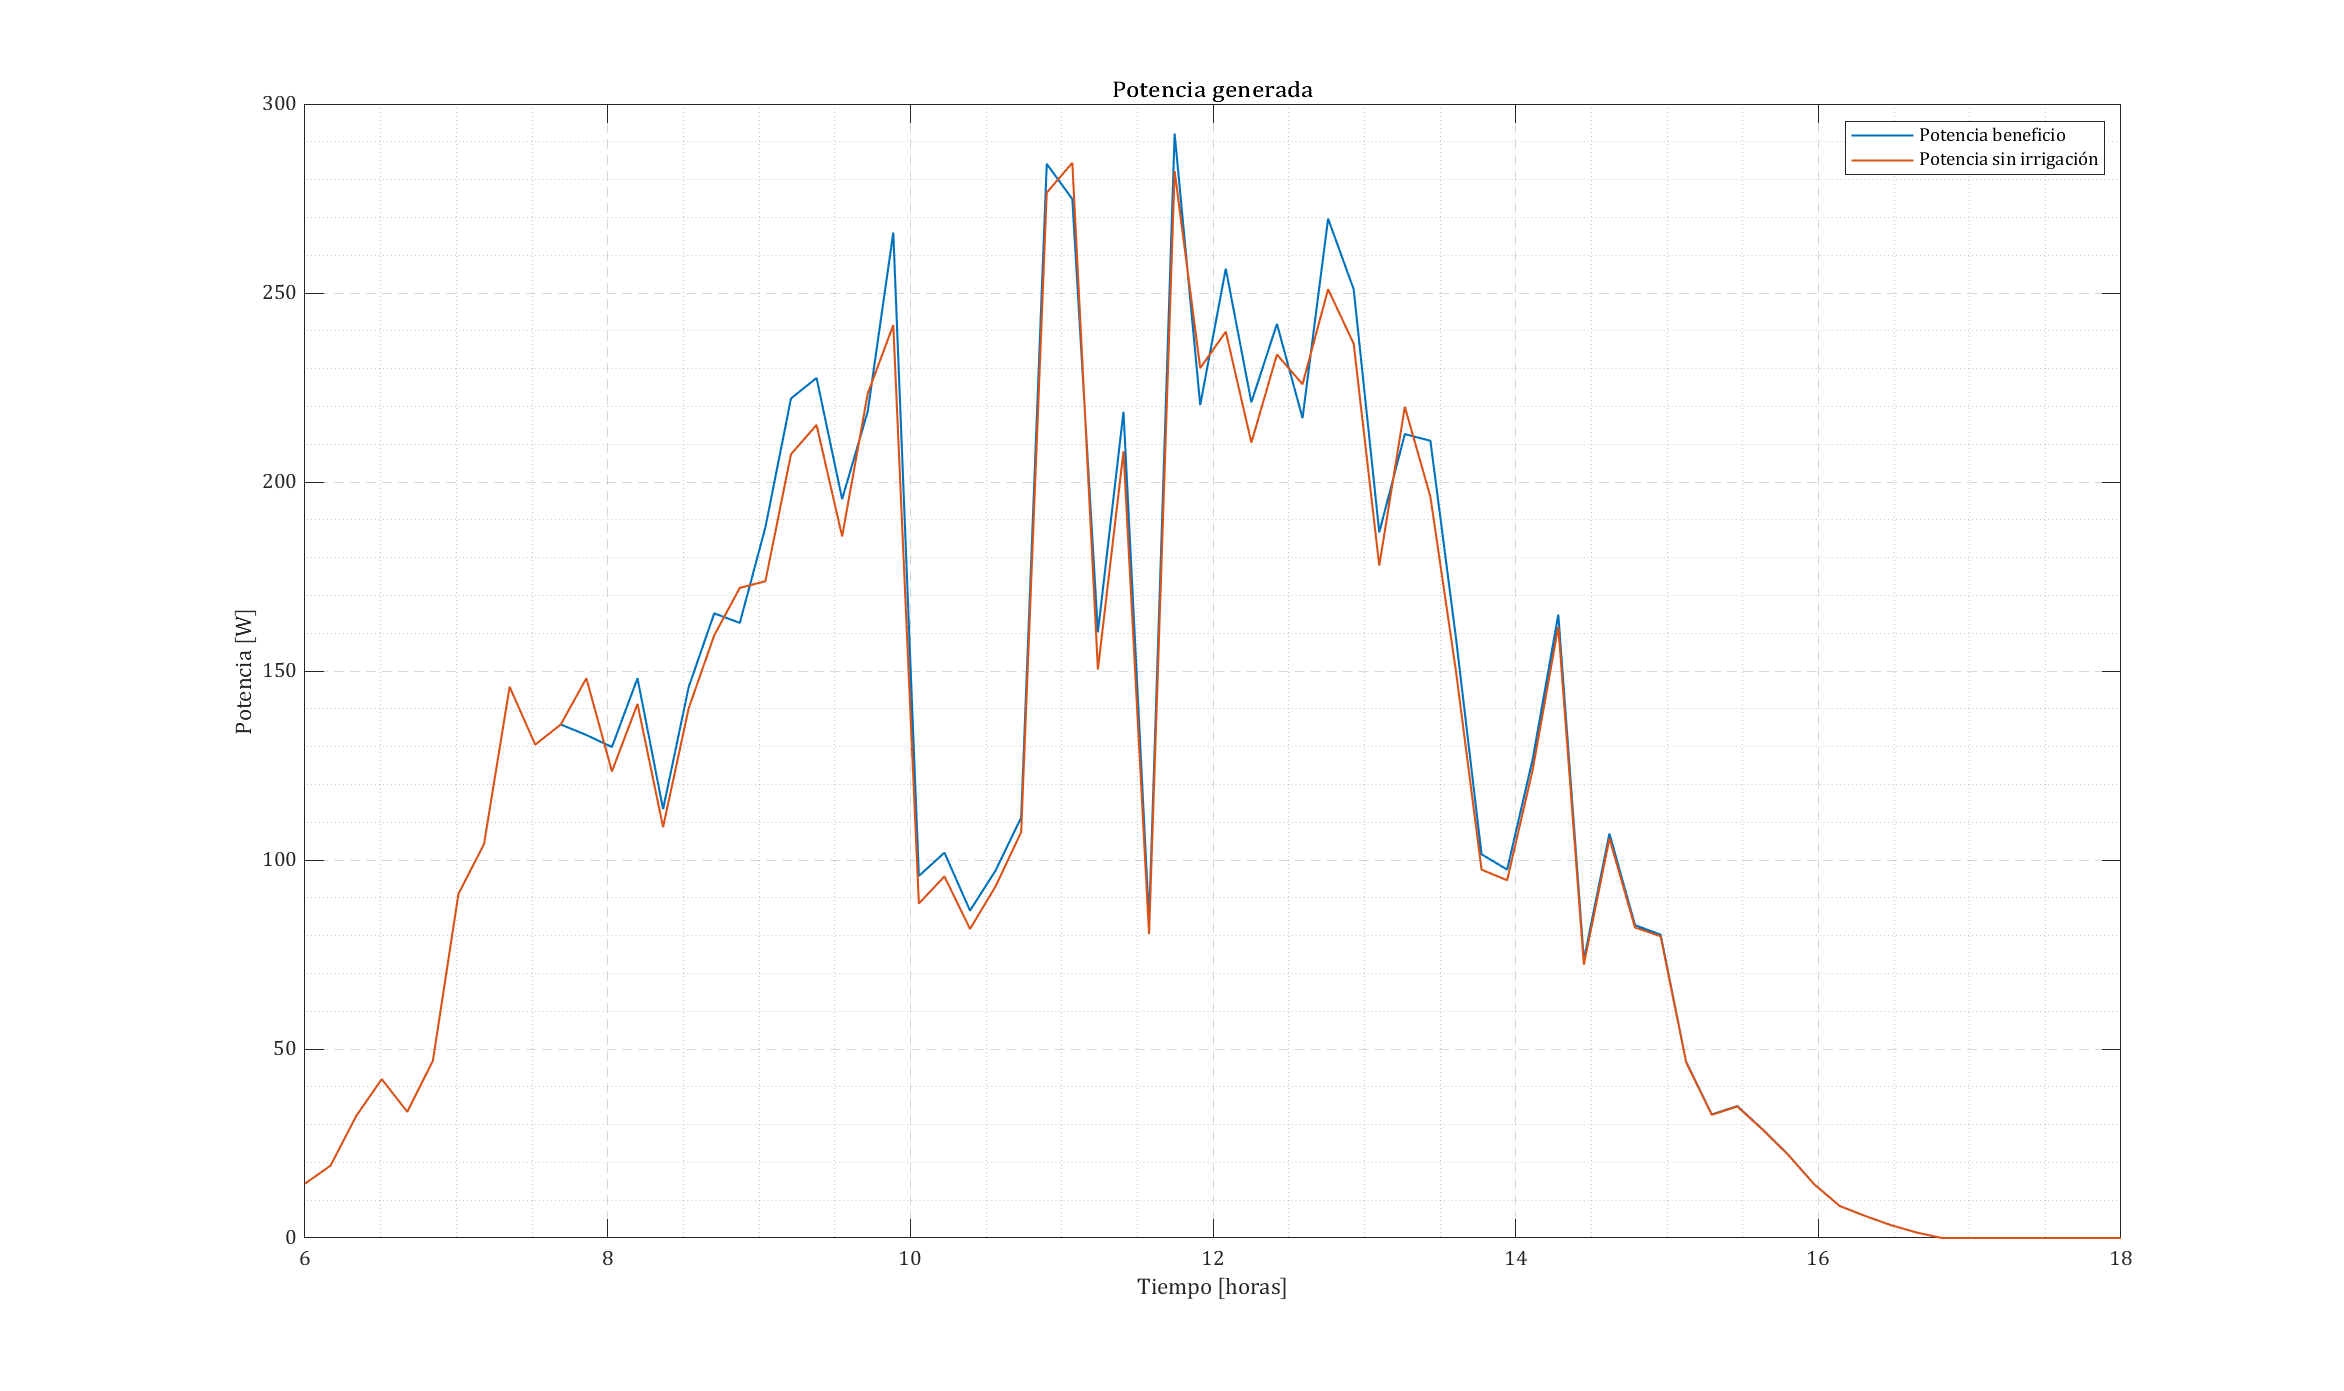 Potencia generada
300
250
200
150
100
50
0
Potencia [W]
Potencia beneficio
Potencia sin irrigación
6
8
10
12
14
16
18
Tiempo [horas]